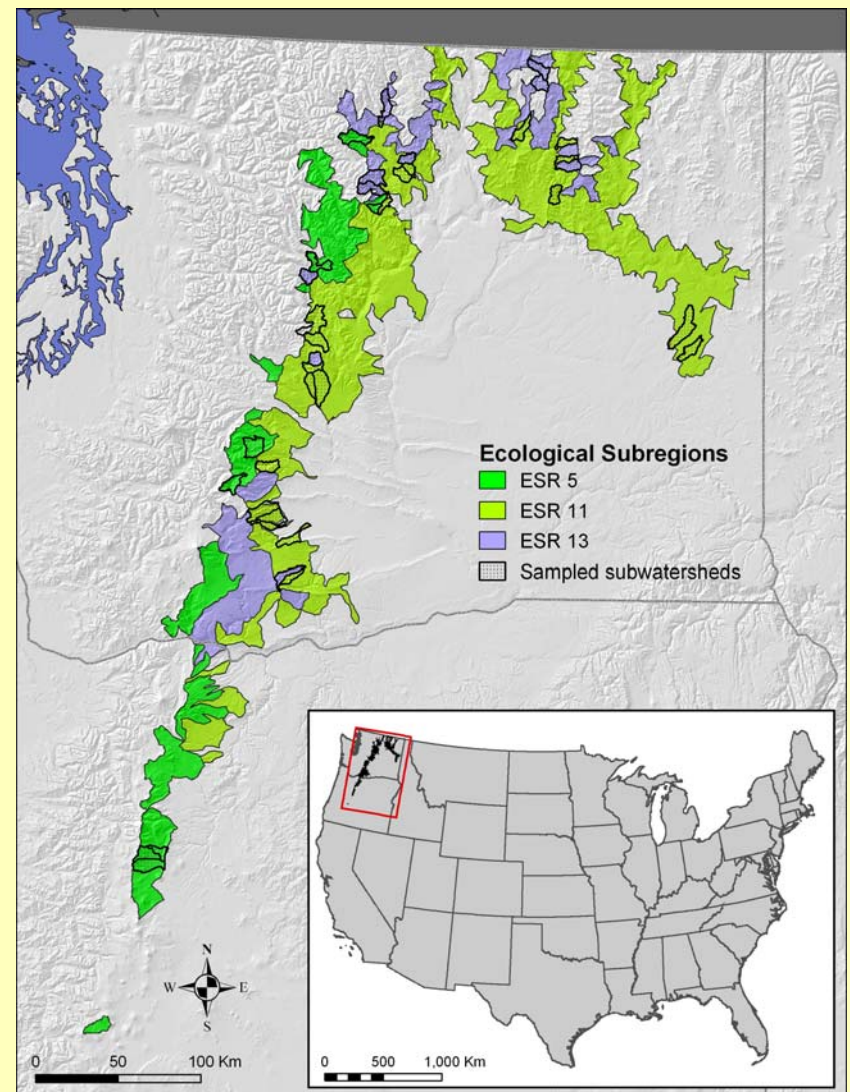 Ecological Subregions
ESR 5
ESR 11
ESR 13
Sampled subwatersheds
N
W E
S
0 50 100 Km
0 500 1,000 Km